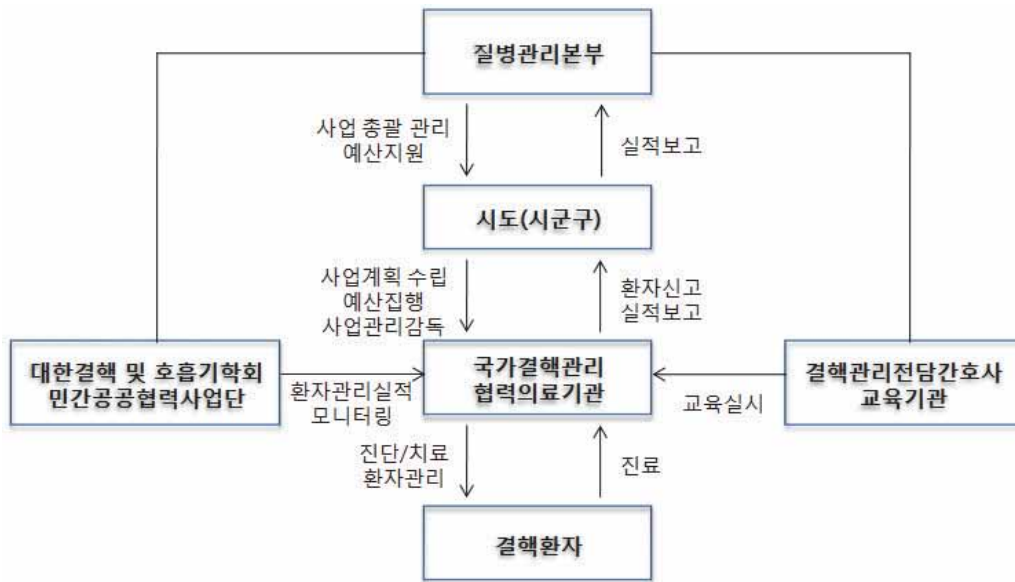 질병관리본부
사업 총괄 관리
예산지원
실적보고
시도(시군구)
사업계획 수립
예산집행
사업관리감독
환자신고
실적보고
대한결핵 및 호흡기학회
민간공공협력사업단
환자관리실적
모니터링
국가결핵관리
협력의료기관
교육실시
결핵관리전담간호사
교육기관
진단/치료
환자관리
진료
결핵환자